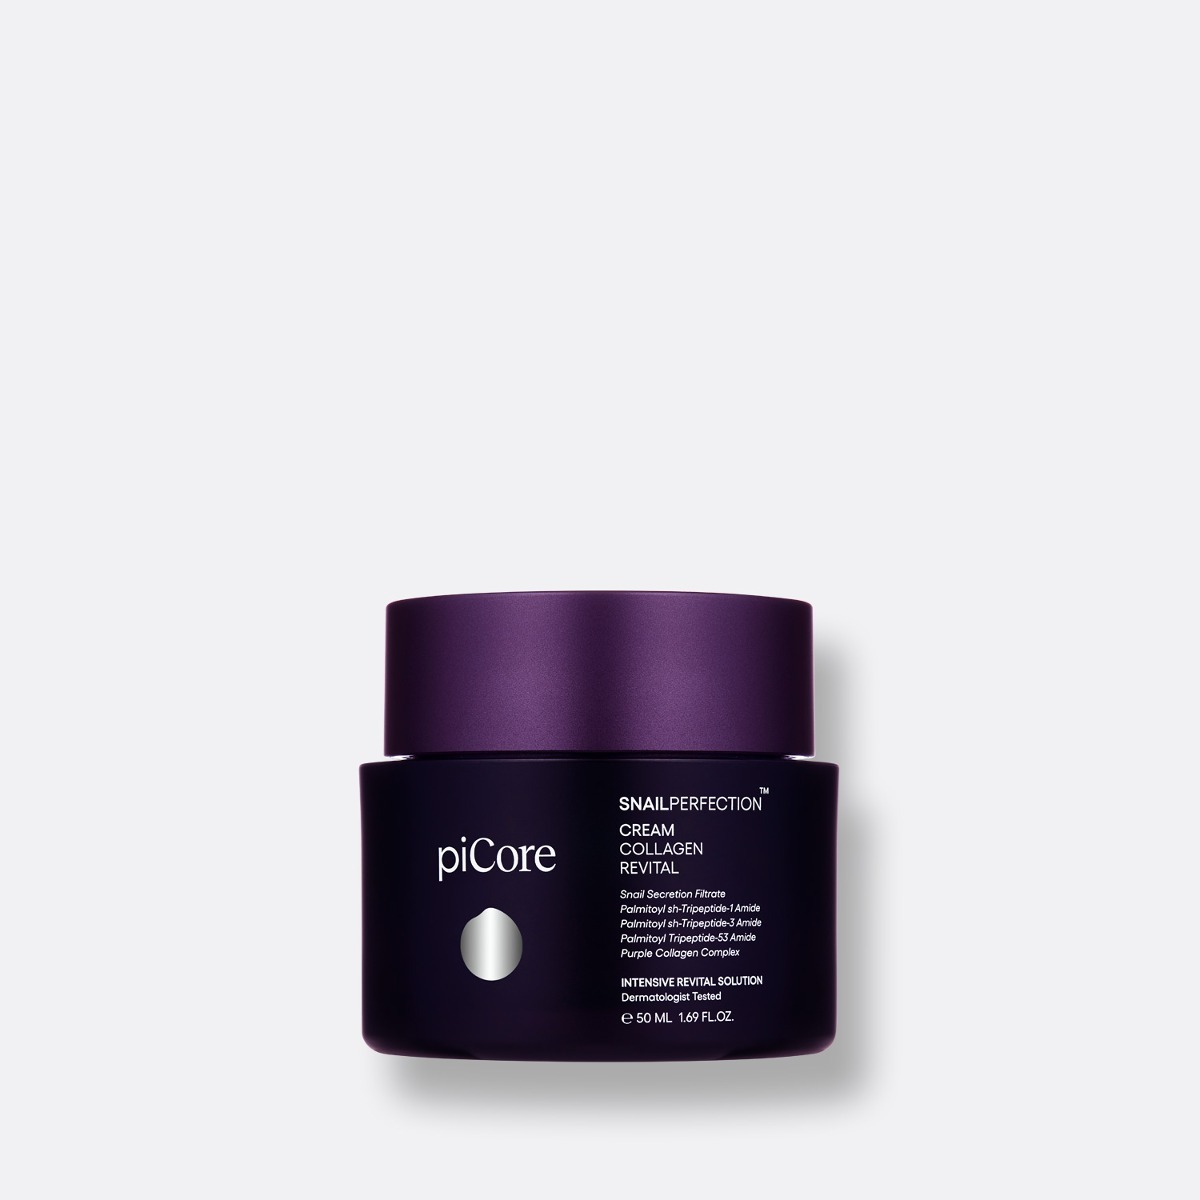 piCore
SNAILPERFECTION™
CREAM
COLLAGEN
REVITAL
Snail Secretion Filtrate
Palmitoyl sh-Tripeptide-1 Amide
Palmitoyl sh-Tripeptide-3 Amide
Palmitoyl Tripeptide-53 Amide
Purple Collagen Complex
INTENSIVE REVITAL SOLUTION
Dermatologist Tested
℮ 50 ML 1.69 FL.OZ.